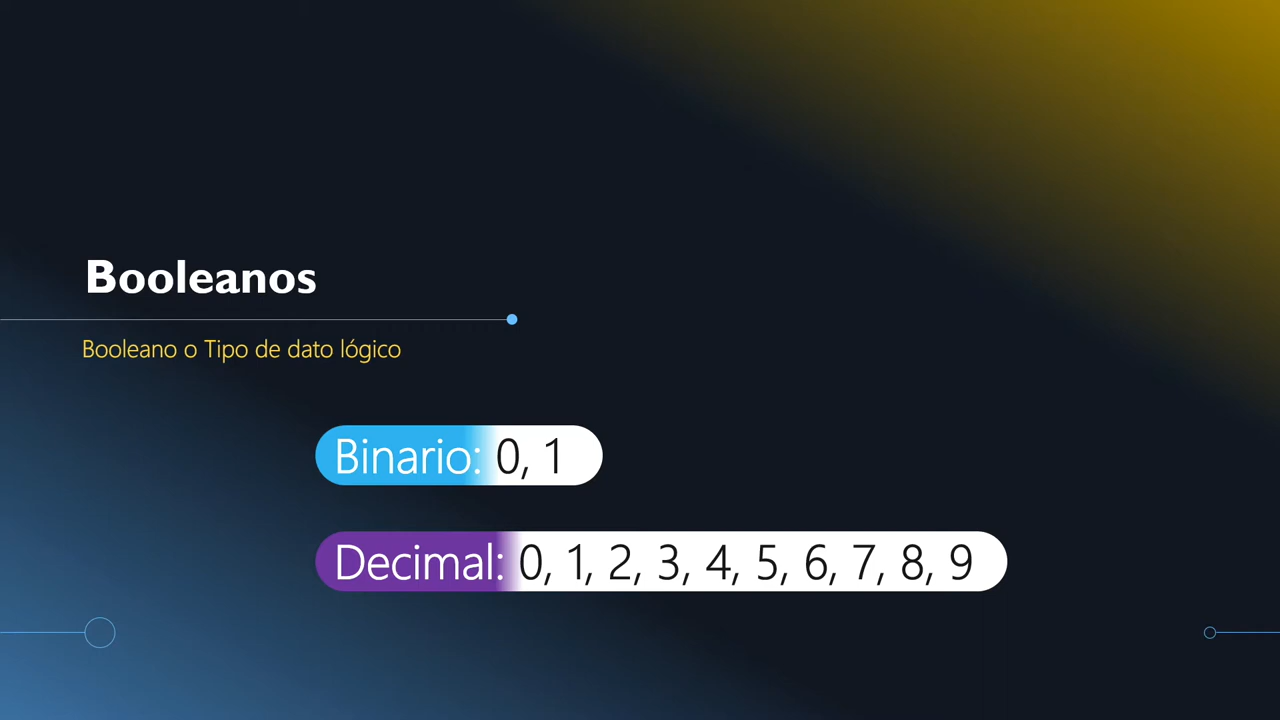 Booleanos
Booleano o Tipo de dato lógico
Binario: 0, 1
Decimal: 0, 1, 2, 3, 4, 5, 6, 7, 8, 9